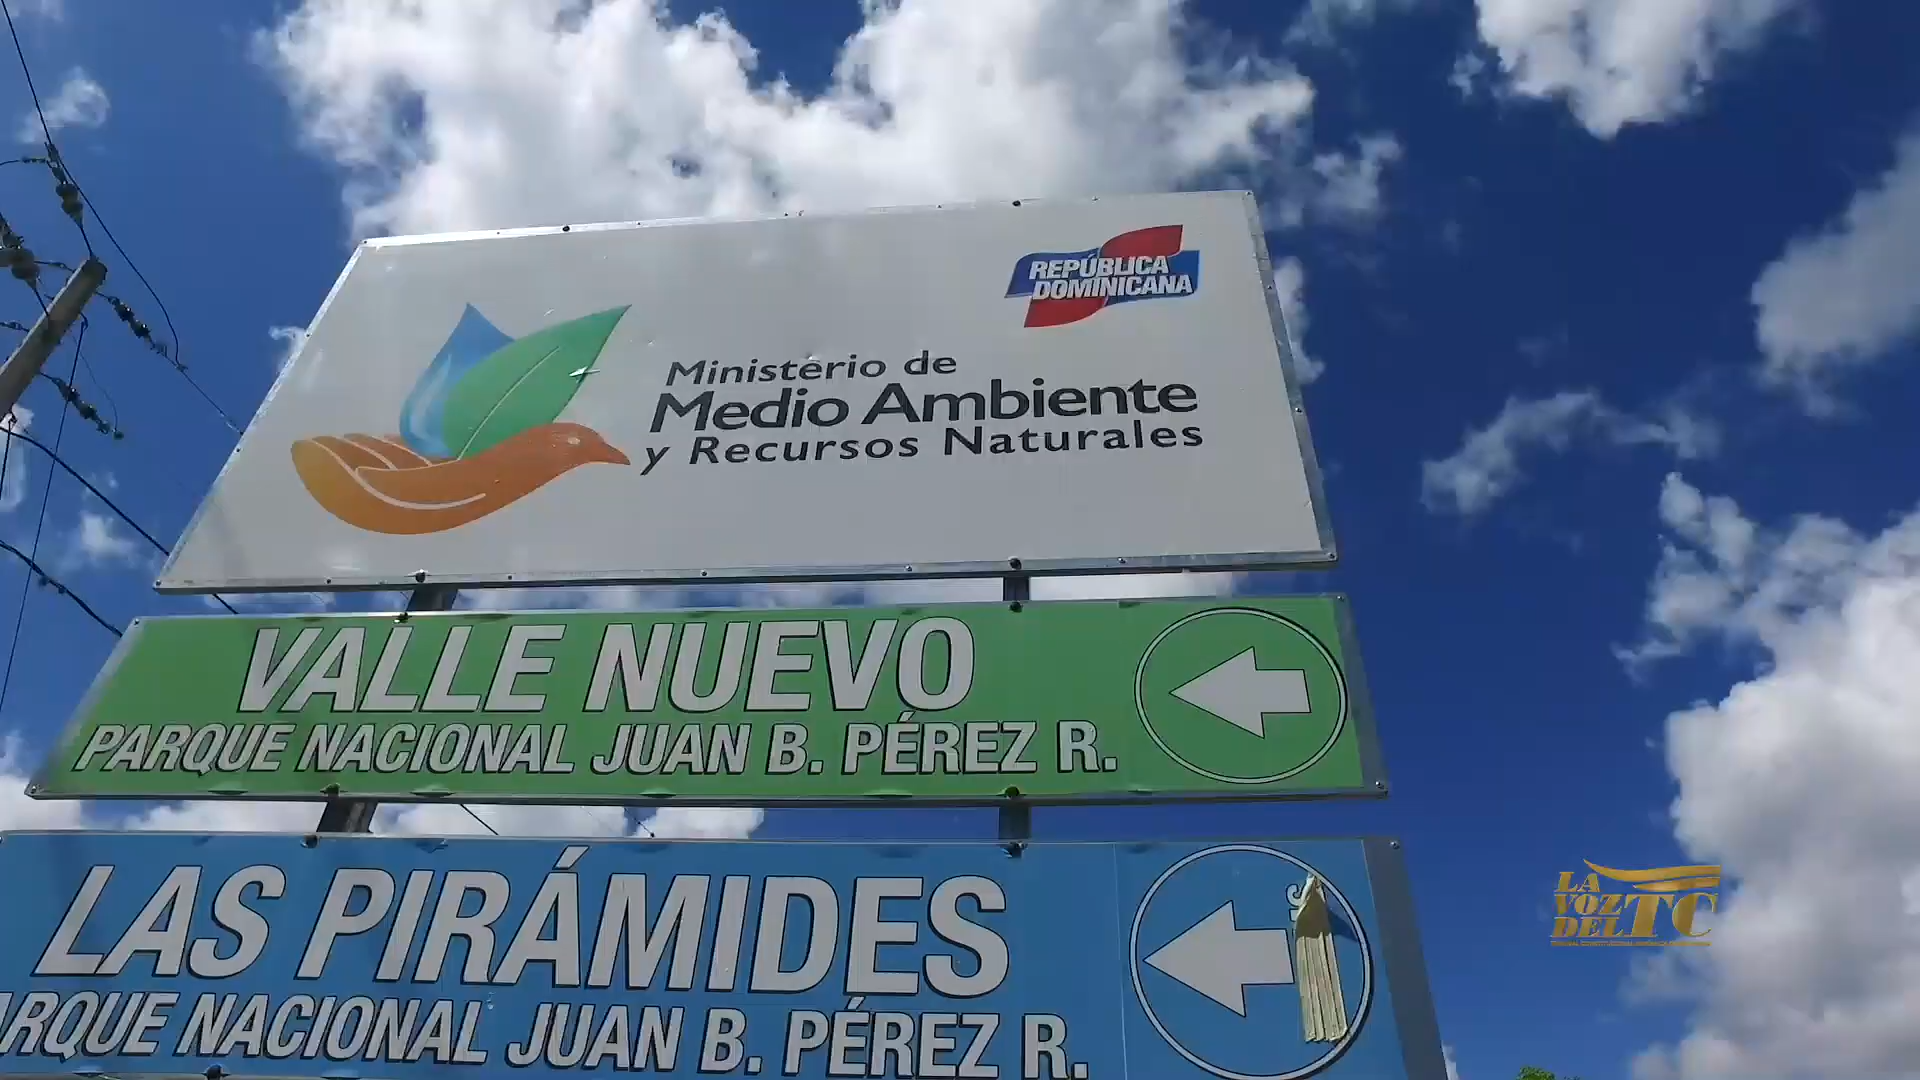 REPÚBLICA
DOMINICANA
Ministerio de
Medio Ambiente
y Recursos Naturales
VALLE NUEVO
PARQUE NACIONAL JUAN B. PÉREZ R.
LAS PIRÁMIDES
ARQUE NACIONAL JUAN B. PÉREZ R.
LA
VOZ
DEL TC